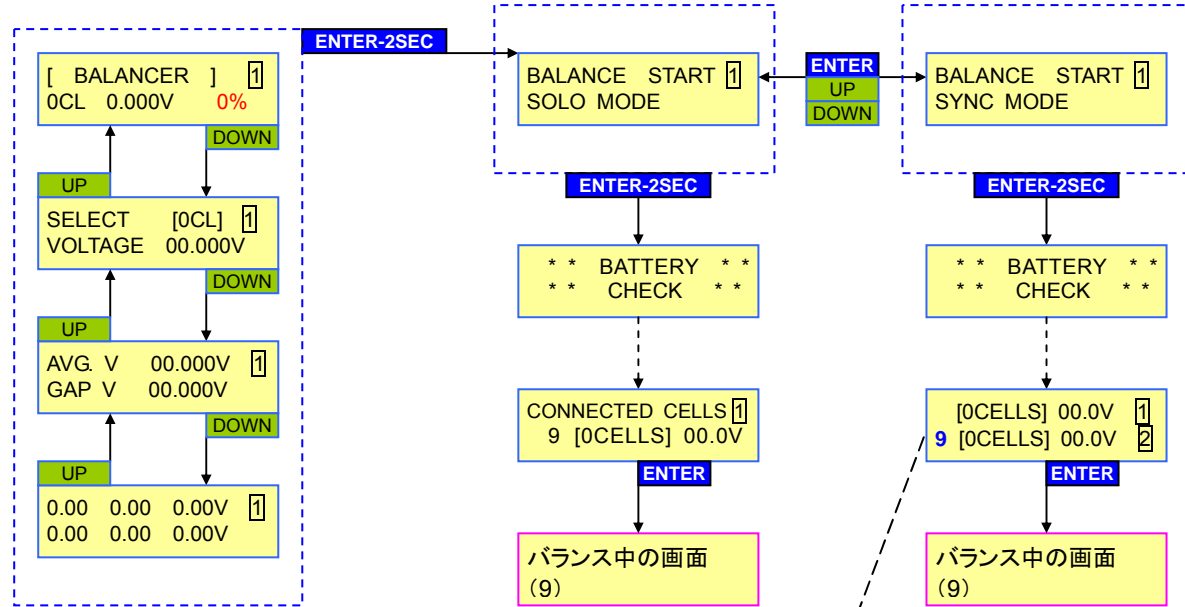 ENTER-2SEC
[ BALANCER ] 1
0CL 0.000V 0%
DOWN
UP
SELECT [0CL] 1
VOLTAGE 00.000V
DOWN
UP
AVG. V 00.000V 1
GAP V 00.000V
DOWN
UP
0.00 0.00 0.00V 1
0.00 0.00 0.00V
BALANCE START 1
SOLO MODE
ENTER
UP
DOWN
BALANCE START 1
SYNC MODE
ENTER-2SEC
* * BATTERY * *
* * CHECK * *
CONNECTED CELLS 1
9 [0CELLS] 00.0V
ENTER
バランス中の画面
（9）
ENTER-2SEC
* * BATTERY * *
* * CHECK * *
[0CELLS] 00.0V 1
9 [0CELLS] 00.0V 2
ENTER
バランス中の画面
（9）